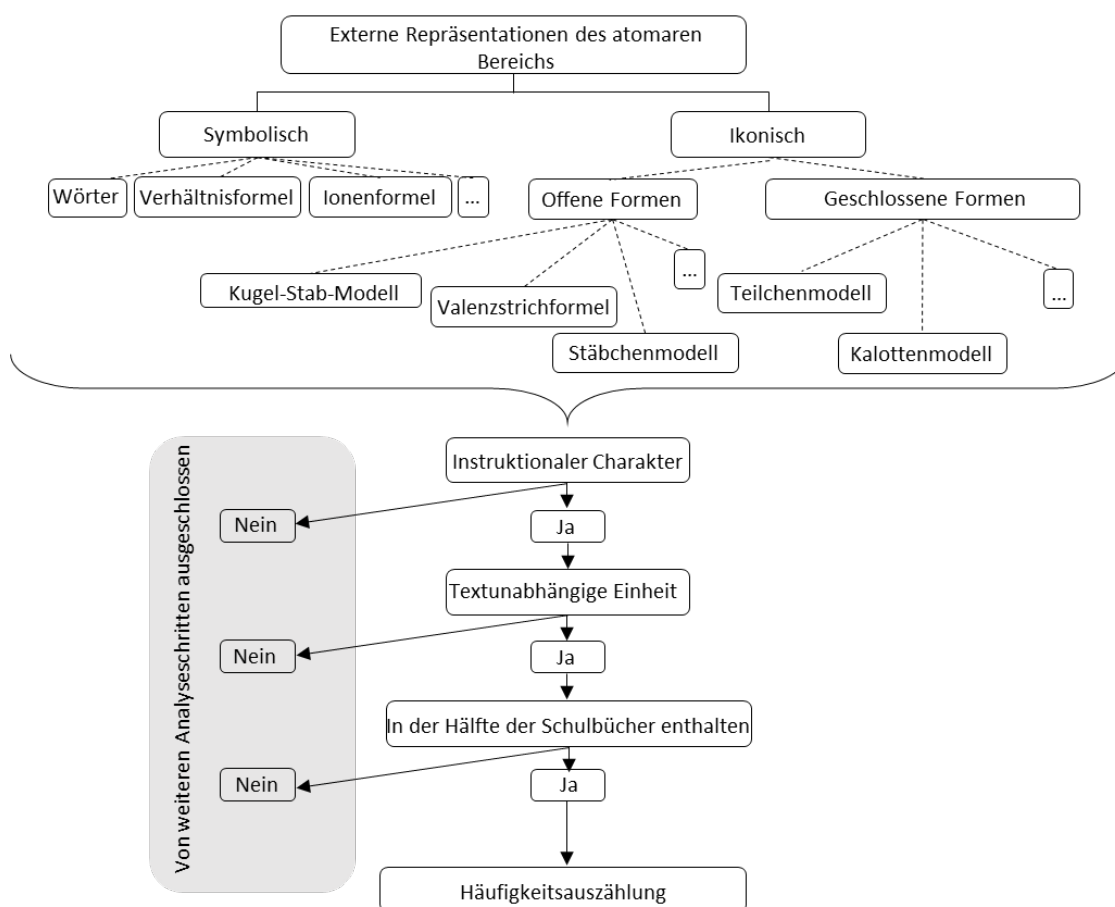 Externe Repräsentationen des atomaren
Bereichs
Symbolisch
Ikonisch
Wörter
Verhältnisformel
Ionenformel
...
Offene Formen
Geschlossene Formen
Kugel-Stab-Modell
Valenzstrichformel
Stäbchenmodell
...
Teilchenmodell
Kalottenmodell
...
Von weiteren Analyseschritten ausgeschlossen
Instruktionaler Charakter
Nein
Ja
Textunabhängige Einheit
Nein
Ja
In der Hälfte der Schulbücher enthalten
Nein
Ja
Häufigkeitsauszählung